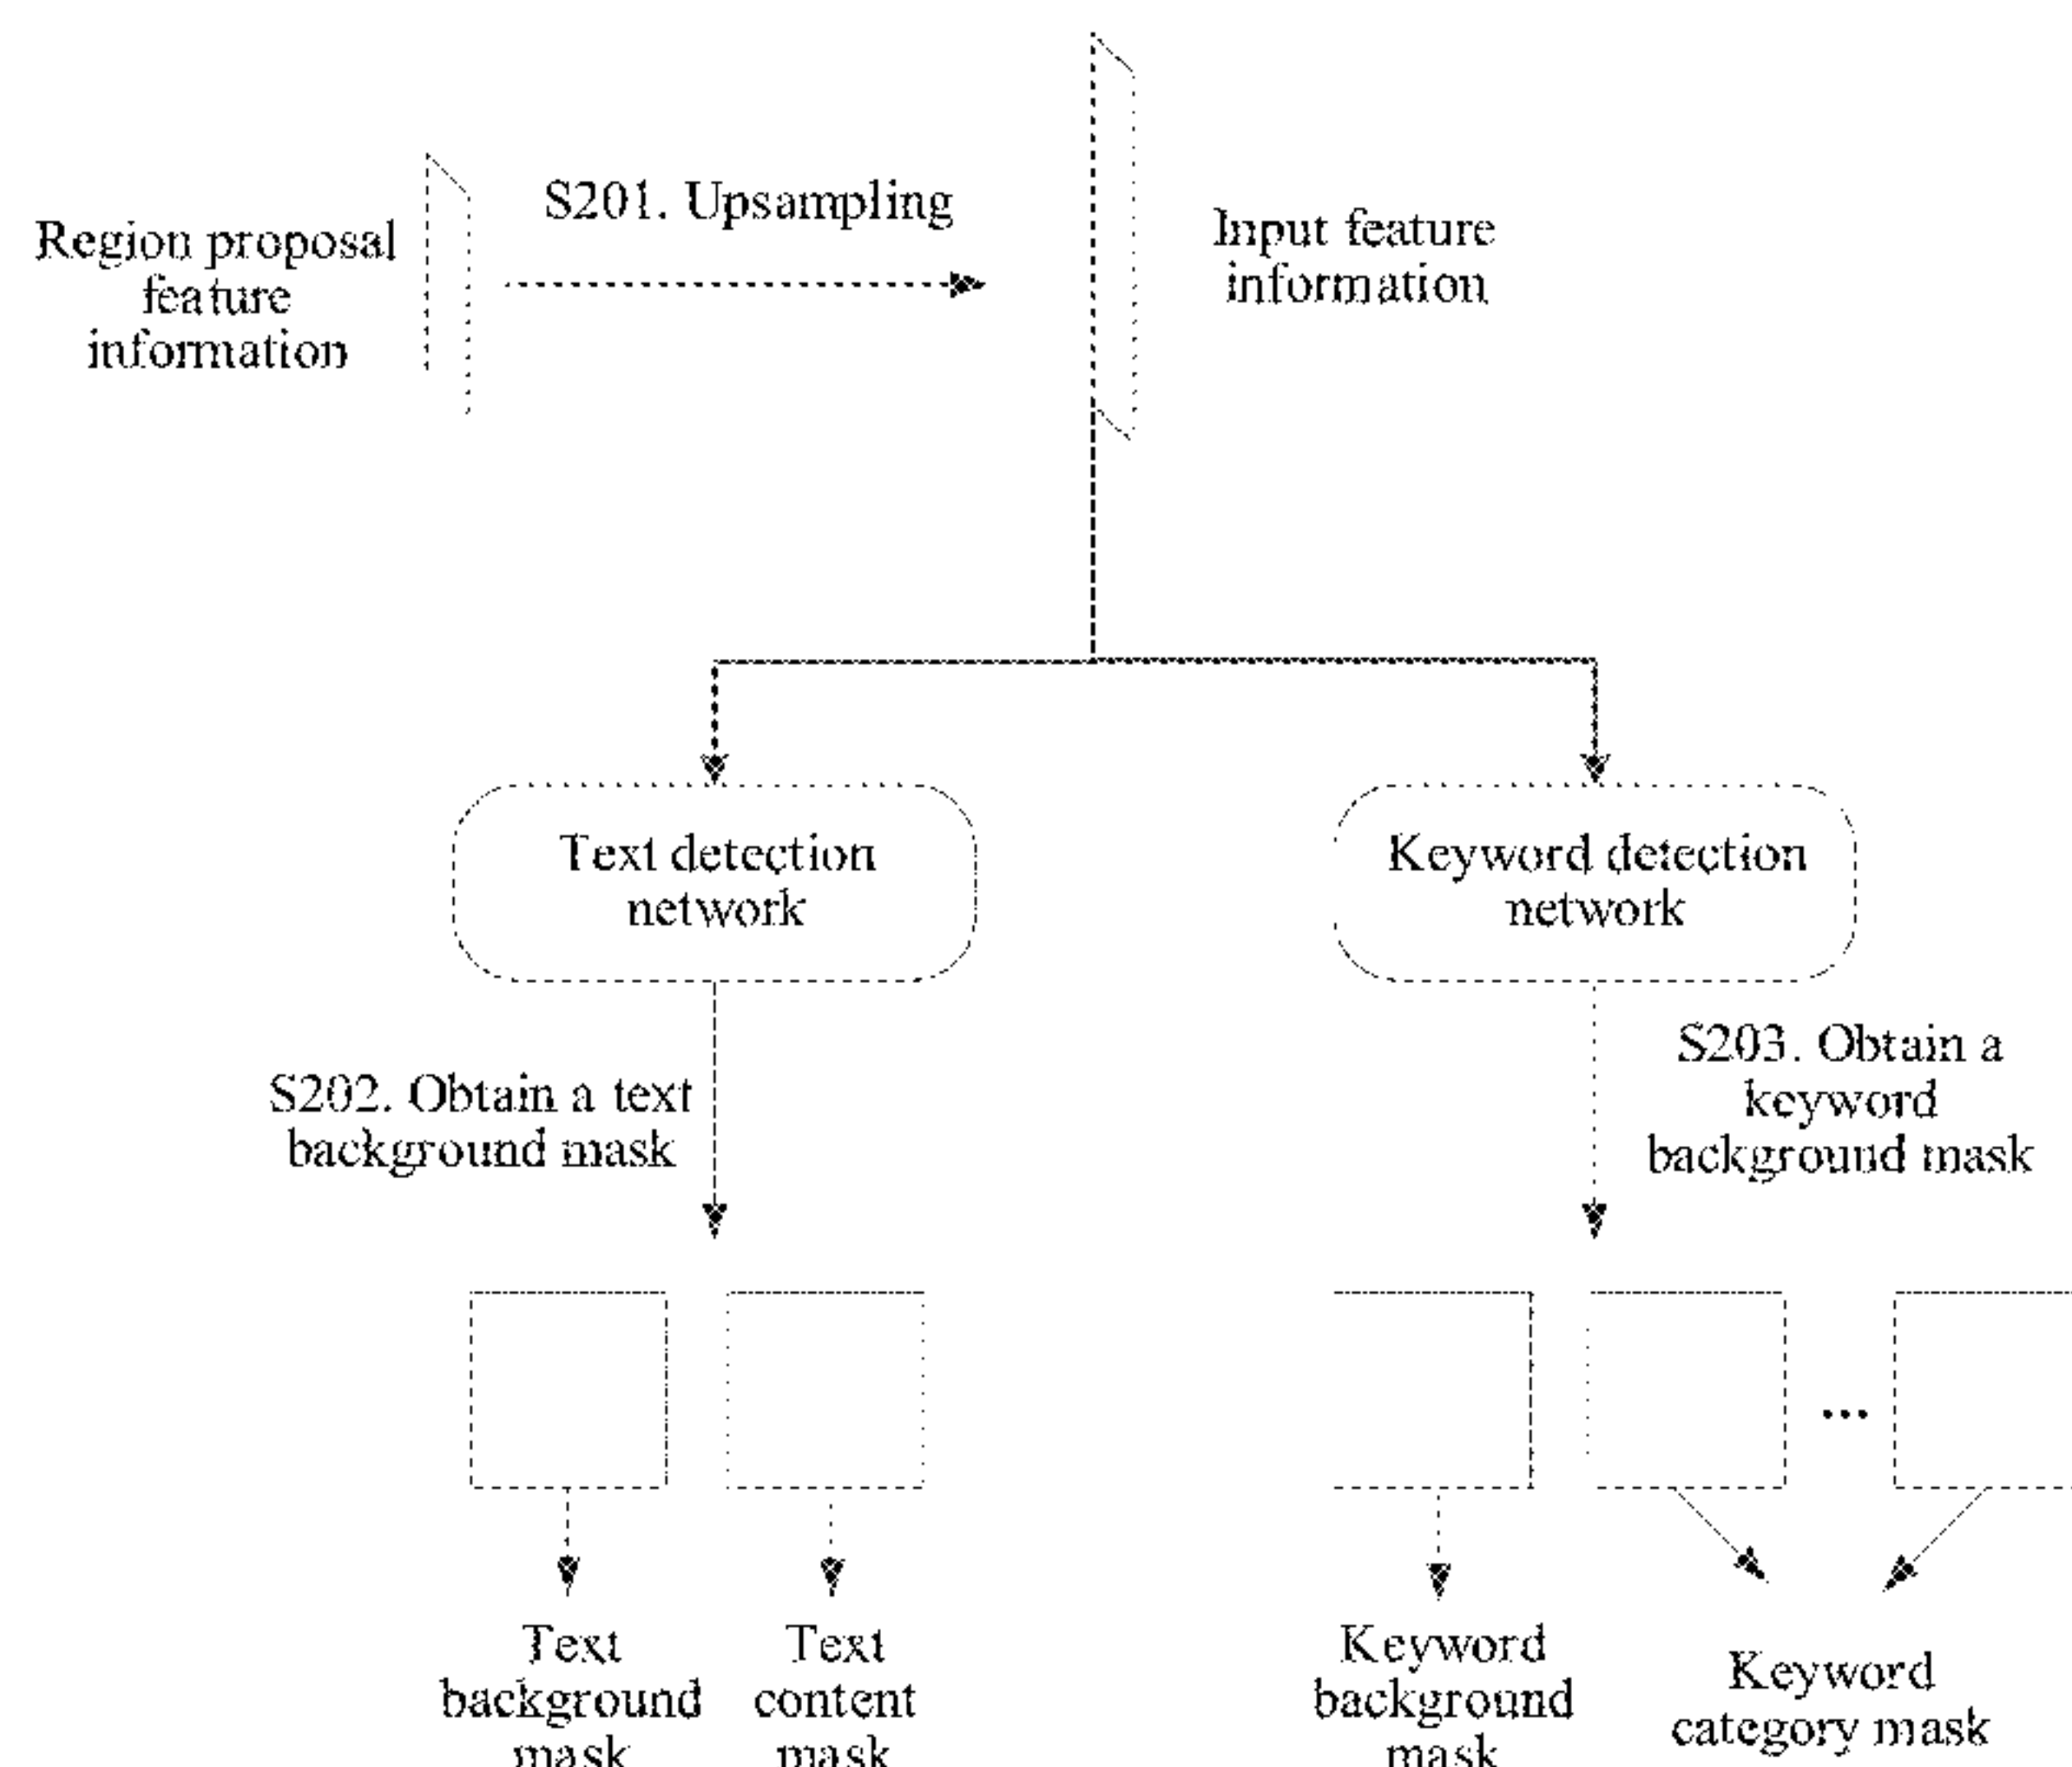 Region proposal
feature
information
S201. Upsampling
Input feature
information
Text detection
network
Keyword detection
network
S202. Obtain a text
background mask
S203. Obtain a
keyword
background mask
...
Text
background
mask
Text
content
mask
Keyword
background
mask
Keyword
category mask